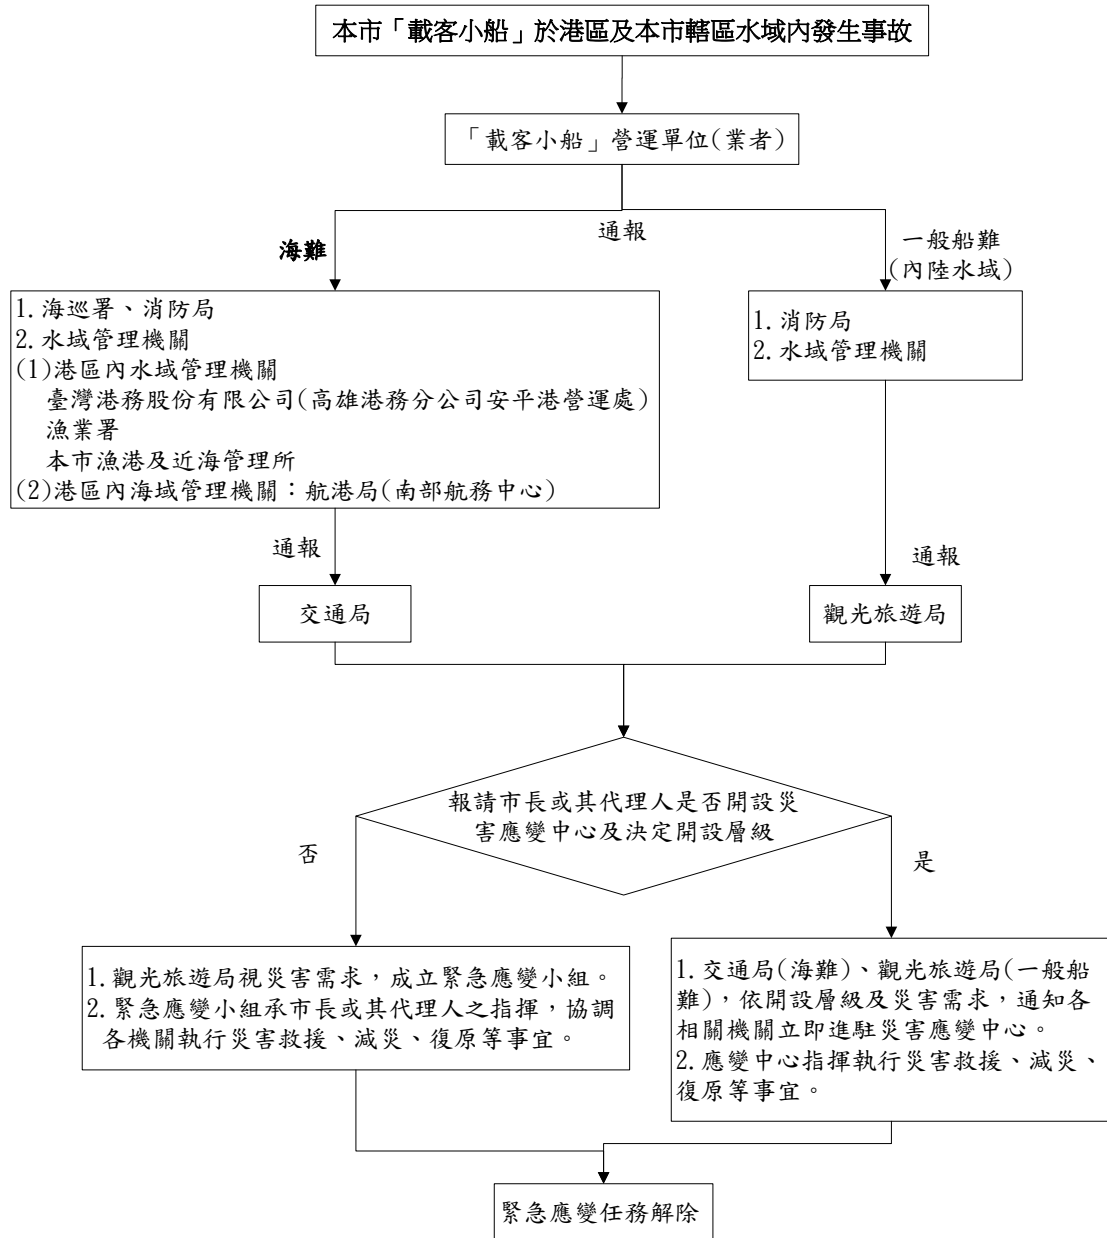 本市「載客小船」於港區及本市轄區水域內發生事故
「載客小船」營運單位(業者)
通報
海難
一般船難
(內陸水域)
1.海巡署、消防局
2.水域管理機關
(1)港區內水域管理機關
臺灣港務股份有限公司(高雄港務分公司安平港營運處)
漁業署
本市漁港及近海管理所
(2)港區內海域管理機關：航港局(南部航務中心)
1.消防局
2.水域管理機關
通報
通報
交通局
觀光旅遊局
報請市長或其代理人是否開設災
害應變中心及決定開設層級
否
是
1.觀光旅遊局視災害需求，成立緊急應變小組。
2.緊急應變小組承市長或其代理人之指揮，協調
各機關執行災害救援、減災、復原等事宜。
1.交通局(海難)、觀光旅遊局(一般船
難)，依開設層級及災害需求，通知各
相關機關立即進駐災害應變中心。
2.應變中心指揮執行災害救援、減災、
復原等事宜。
緊急應變任務解除